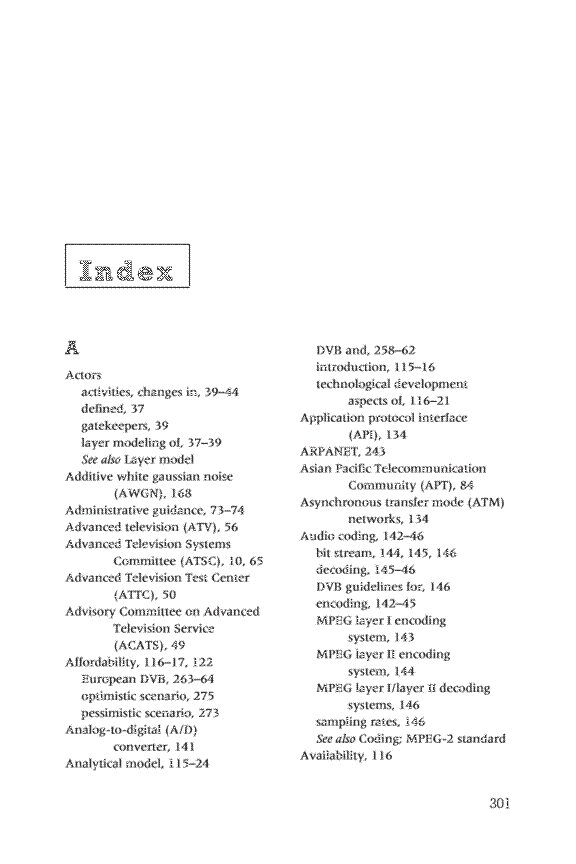 Index
A
Actors
activities, changes in, 39–44
defined, 37
gatekeepers, 39
layer modeling of, 37–39
See also Layer model
Additive white gaussian noise
(AWGN), 168
Administrative guidance, 73–74
Advanced television (ATV), 56
Advanced Television Systems
Committee (ATSC), 10, 65
Advanced Television Test Center
(ATTC), 50
Advisory Committee on Advanced
Television Service
(ACATS), 49
Affordability, 116–17, 122
European DVB, 263–64
optimistic scenario, 275
pessimistic scenario, 273
Analog-to-digital (A/D)
converter, 141
Analytical model, 115–24
DVB and, 258–62
introduction, 115–16
technological development
aspects of, 116–21
Application protocol interface
(API), 134
ARPANET, 243
Asian Pacific Telecommunication
Community (APT), 84
Asynchronous transfer mode (ATM)
networks, 134
Audio coding, 142–46
bit stream, 144, 145, 146
decoding, 145–46
DVB guidelines for, 146
encoding, 142–45
MPEG layer I encoding
system, 143
MPEG layer II encoding
system, 144
MPEG layer I/layer II decoding
systems, 146
sampling rates, 146
See also Coding; MPEG-2 standard
Availability, 116
301